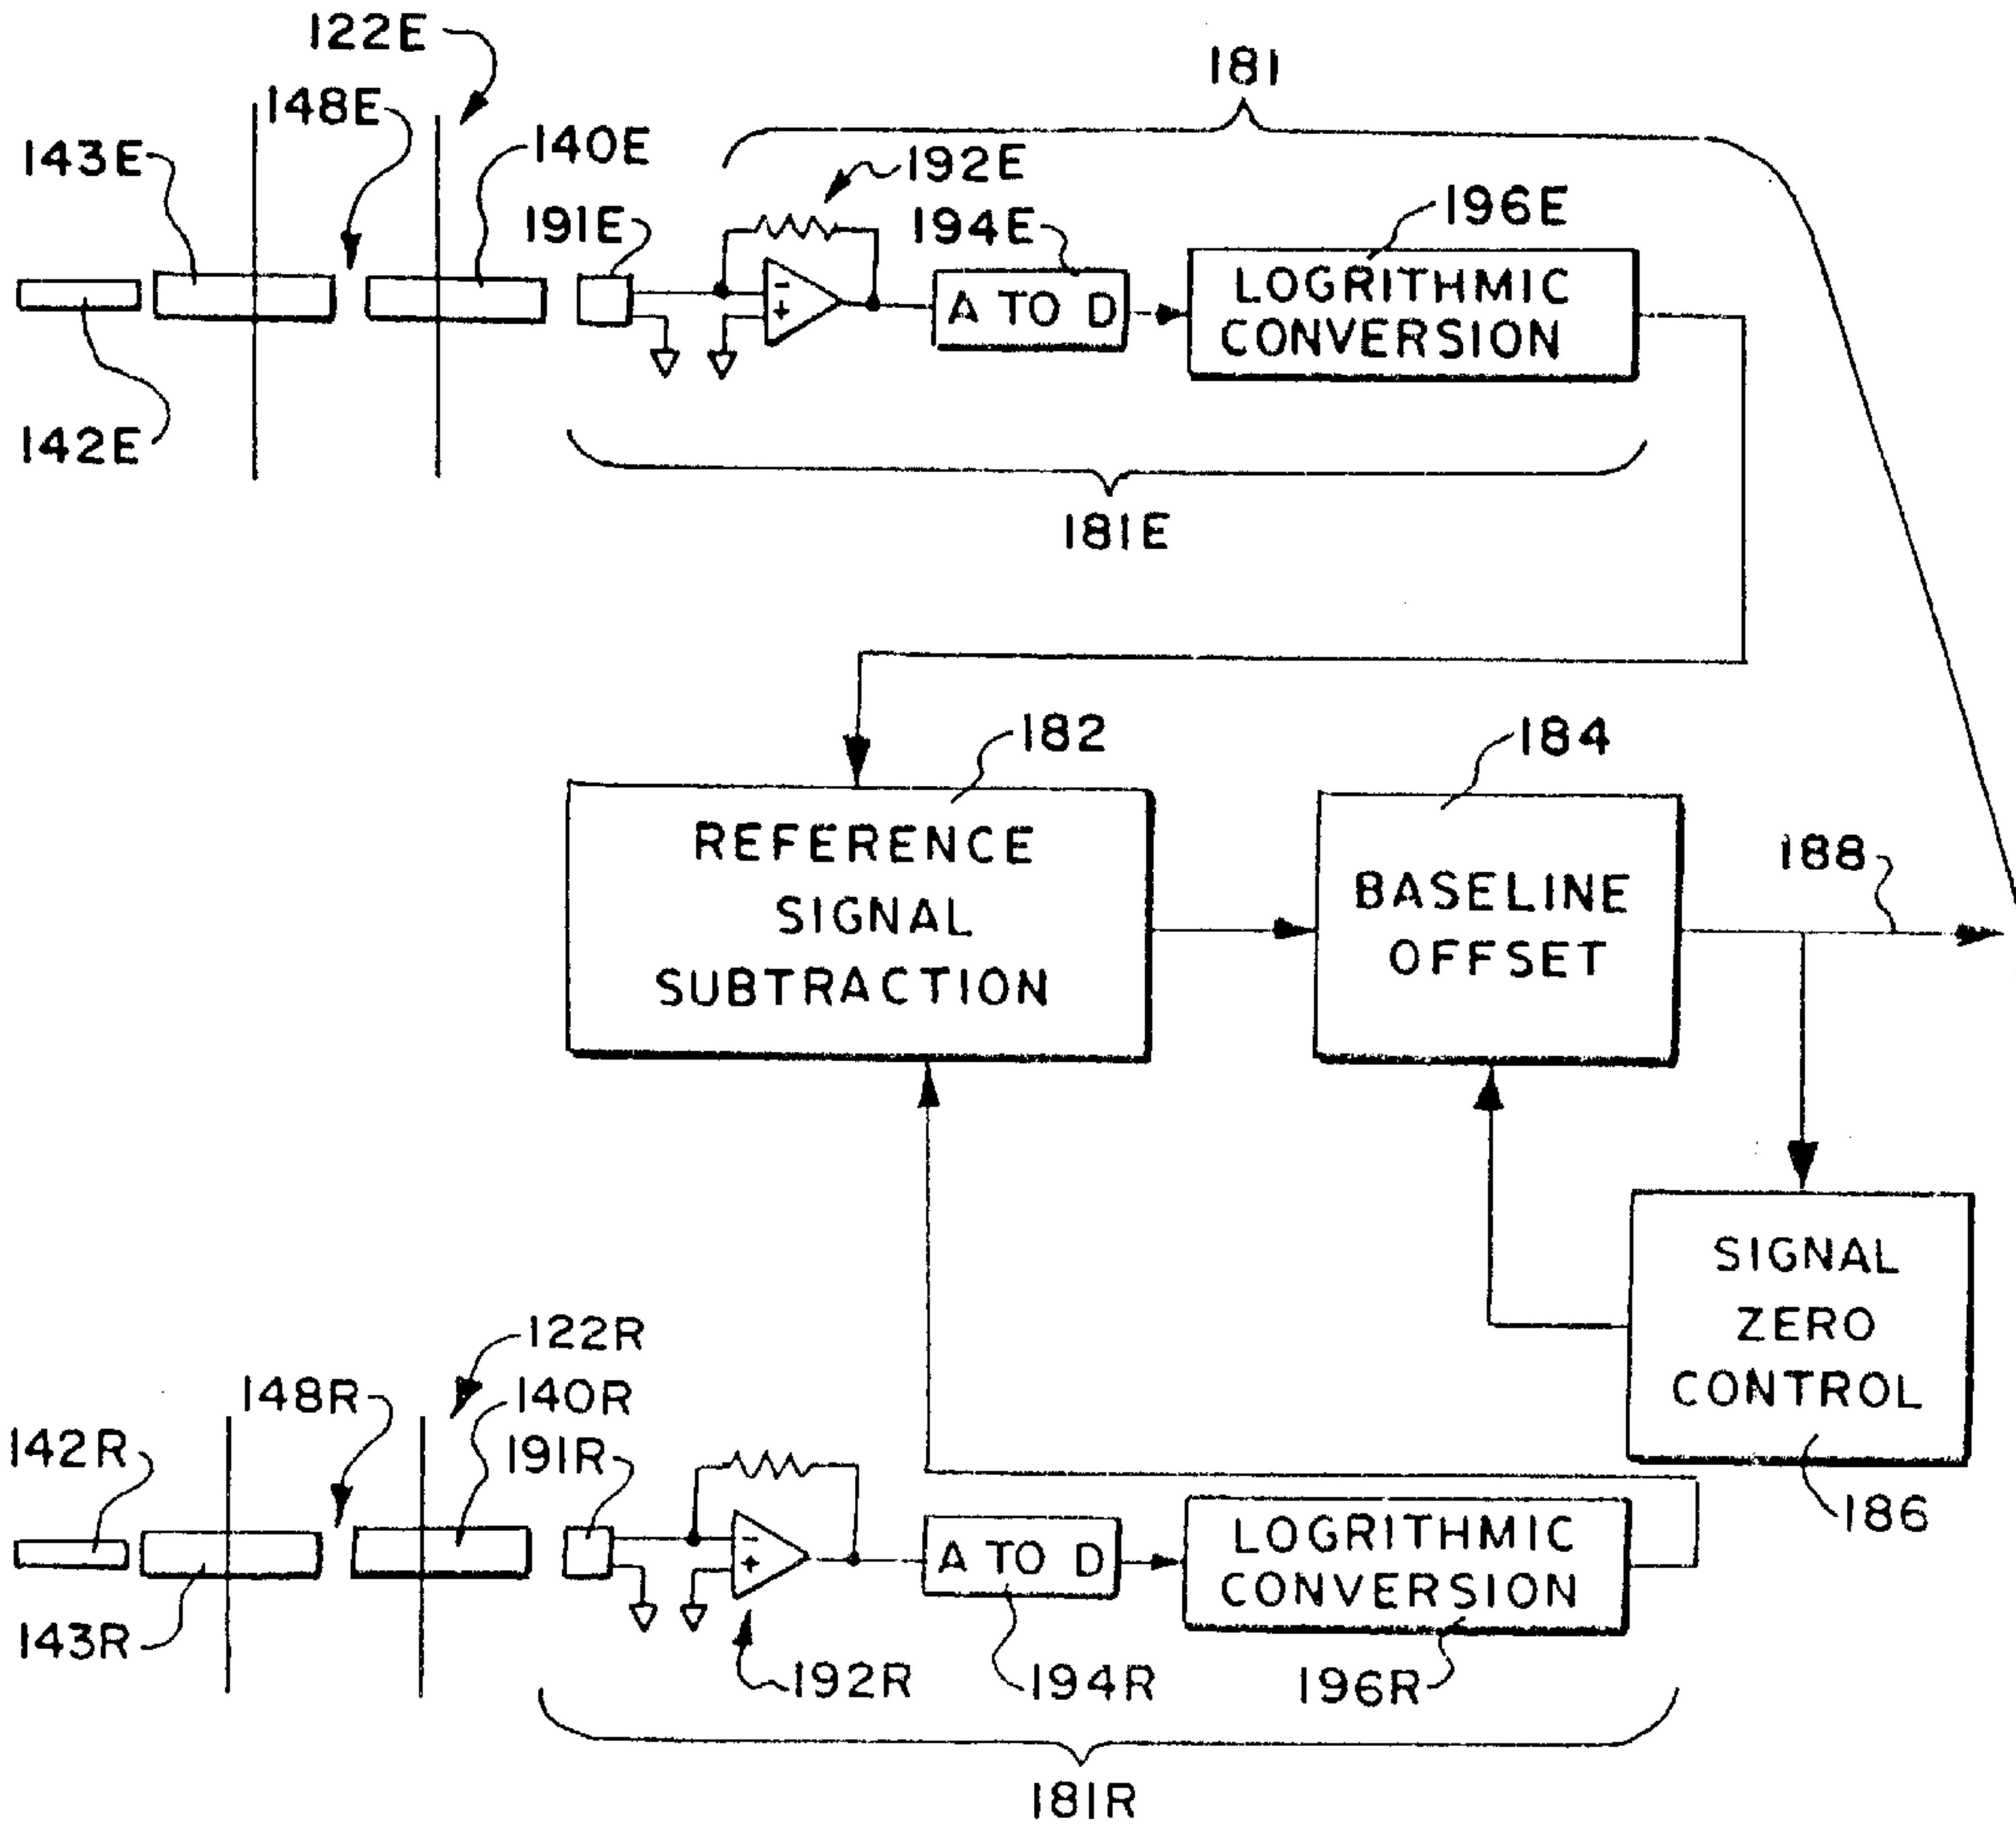 122E
181
148E
143E
140E
192E
191E
194E
196E
-
+
A TO D
LOGRITHMIC
CONVERSION
142E
181E
182
184
REFERENCE
SIGNAL
SUBTRACTION
BASELINE
OFFSET
188
SIGNAL
ZERO
CONTROL
186
122R
148R
140R
142R
191R
-
+
A TO D
LOGRITHMIC
CONVERSION
143R
192R
194R
196R
181R